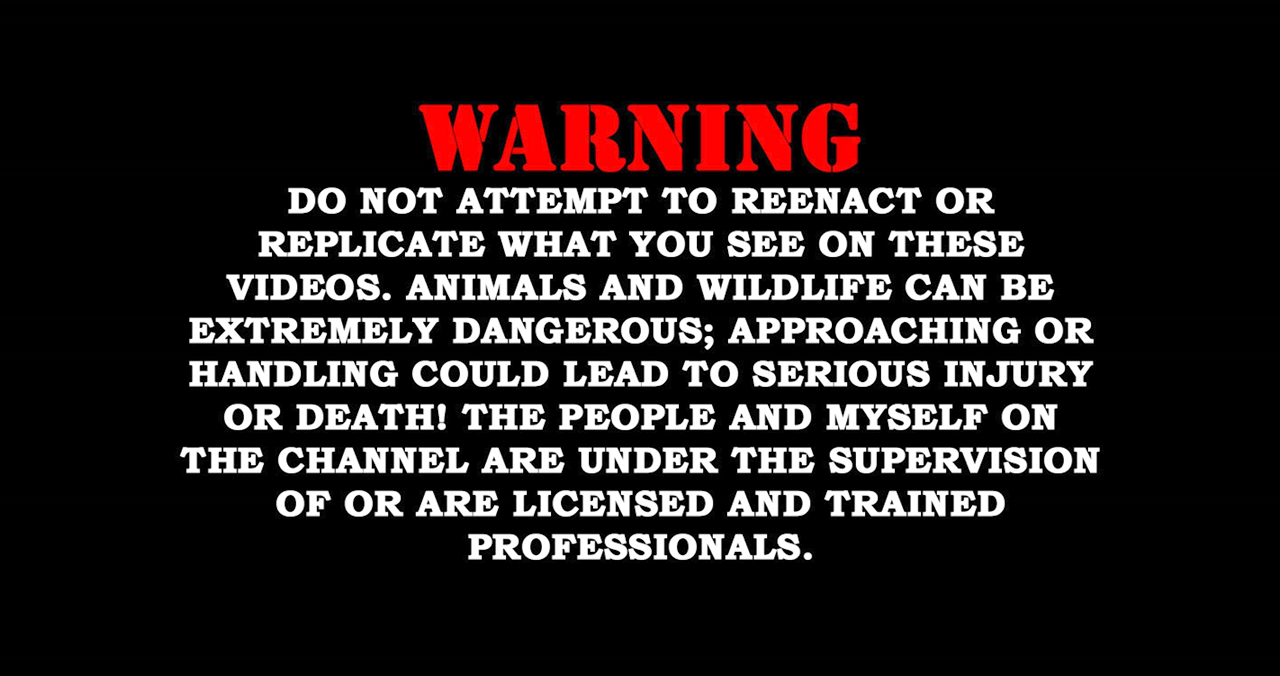 WARNING
DO NOT ATTEMPT TO REENACT OR
REPLICATE WHAT YOU SEE ON THESE
VIDEOS. ANIMALS AND WILDLIFE CAN BE
EXTREMELY DANGEROUS; APPROACHING OR
HANDLING COULD LEAD TO SERIOUS INJURY
OR DEATH! THE PEOPLE AND MYSELF ON
THE CHANNEL ARE UNDER THE SUPERVISION
OF OR ARE LICENSED AND TRAINED
PROFESSIONALS.